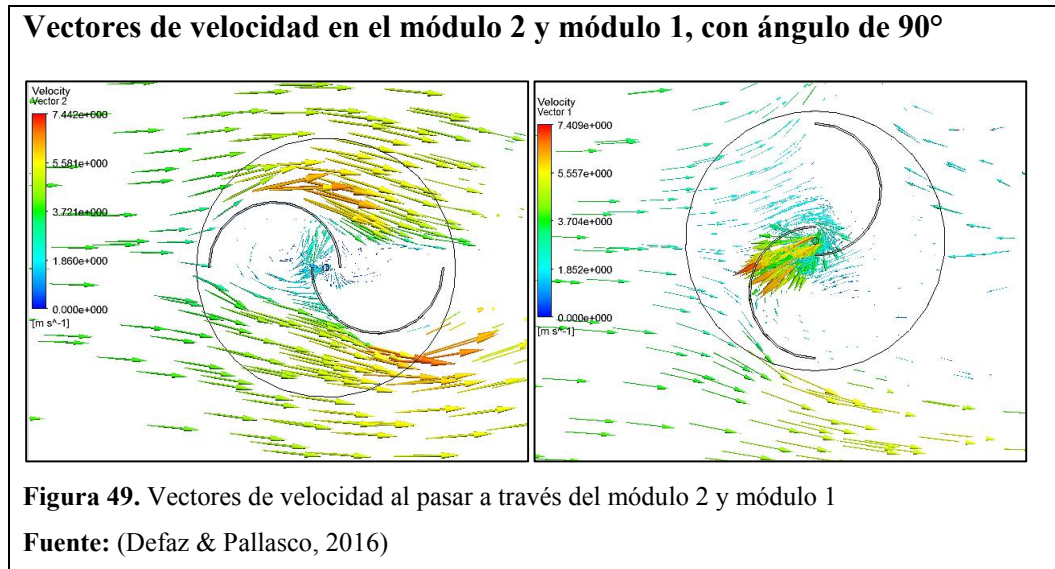 Vectores de velocidad en el módulo 2 y módulo 1, con ángulo de 90°
Velocity
Vector 2
7.442e+000
5.581e+000
3.721e+000
1.860e+000
0.000e+000
[m s^-1]
Velocity
Vector 1
7.409e+000
5.557e+000
3.704e+000
1.852e+000
0.000e+000
[m s^-1]
Figura 49. Vectores de velocidad al pasar a través del módulo 2 y módulo 1
Fuente: (Defaz & Pallasco, 2016)